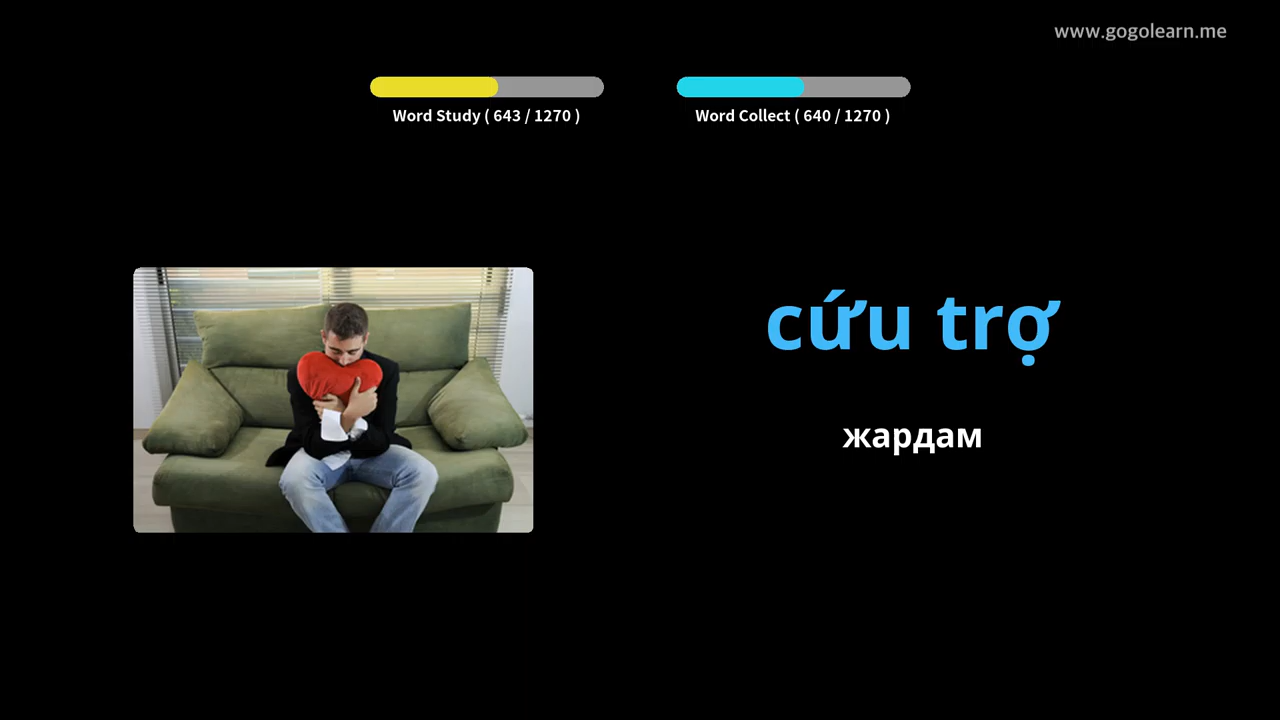 www.gogolearn.me
Word Study ( 643 / 1270 )
Word Collect ( 640 / 1270 )
cứu trợ
жардам